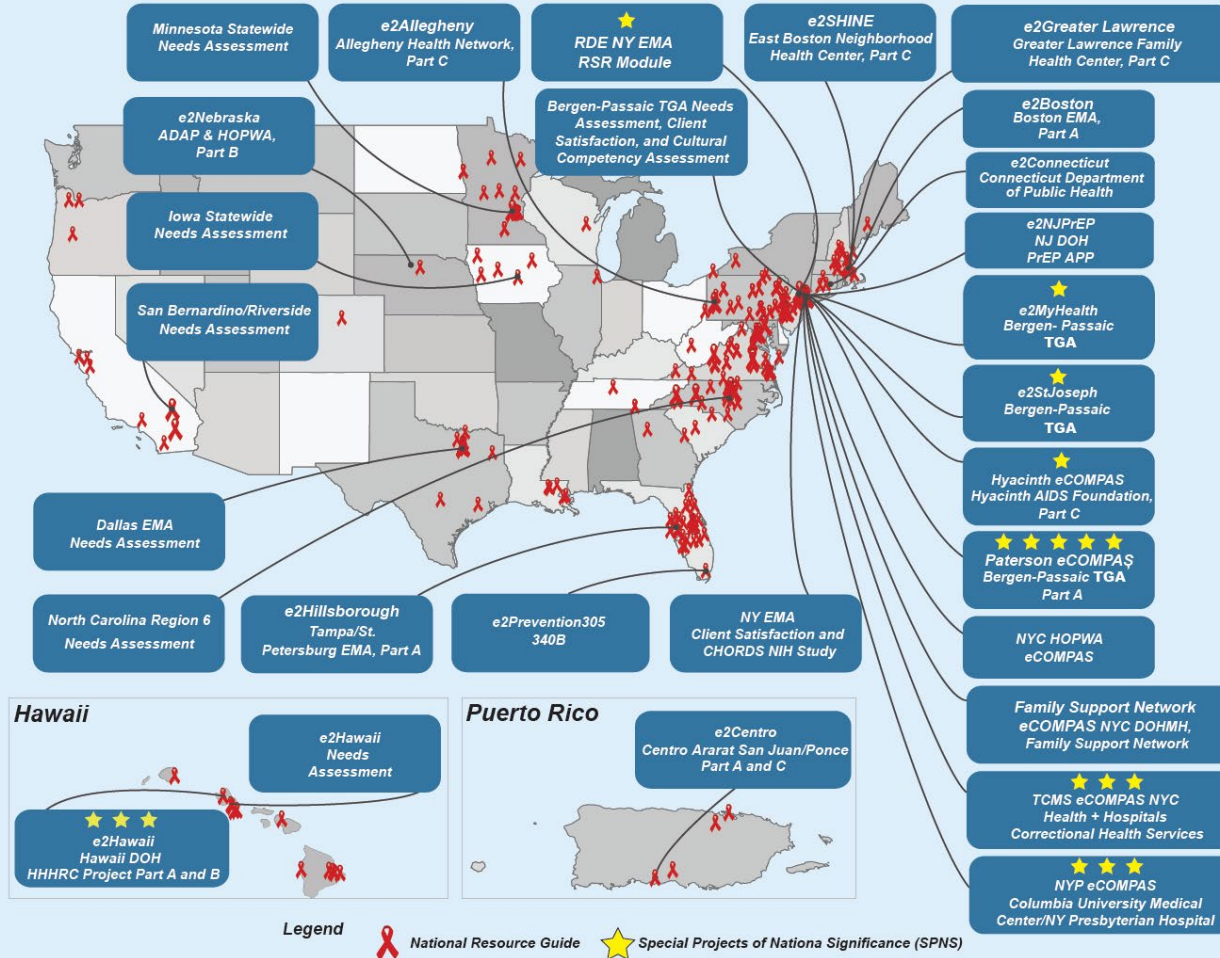 Minnesota Statewide
Needs Assessment
e2Allegheny
Allegheny Health Network,
Part C
RDE NY EMA
RSR Module
e2SHINE
East Boston Neighborhood
Health Center, Part C
e2Greater Lawrence
Greater Lawrence Family
Health Center, Part C
e2Nebraska
ADAP & HOPWA,
Part B
Bergen-Passaic TGA Needs
Assessment, Client
Satisfaction, and Cultural
Competency Assessment
e2Boston
Boston EMA,
Part A
e2Connecticut
Connecticut Department
of Public Health
Iowa Statewide
Needs Assessment
e2NJPrEP
NJ DOH
PrEP APP
San Bernardino/Riverside
Needs Assessment
e2MyHealth
Bergen- Passaic
TGA
e2StJoseph
Bergen-Passaic
TGA
Hyacinth eCOMPAS
Hyacinth AIDS Foundation,
Part C
Dallas EMA
Needs Assessment
Paterson eCOMPAS
Bergen-Passaic TGA
Part A
North Carolina Region 6
Needs Assessment
e2Hillsborough
Tampa/St.
Petersburg EMA, Part A
e2Prevention305
340B
NY EMA
Client Satisfaction and
CHORDS NIH Study
NYC HOPWA
eCOMPAS
Family Support Network
eCOMPAS NYC DOHMH,
Family Support Network
Hawaii
e2Hawaii
Needs
Assessment
e2Hawaii
Hawaii DOH
HHHRC Project Part A and B
Puerto Rico
e2Centro
Centro Ararat San Juan/Ponce
Part A and C
TCMS eCOMPAS NYC
Health + Hospitals
Correctional Health Services
NYP eCOMPAS
Columbia University Medical
Center/NY Presbyterian Hospital
Legend
National Resource Guide
Special Projects of Nationa Significance (SPNS)